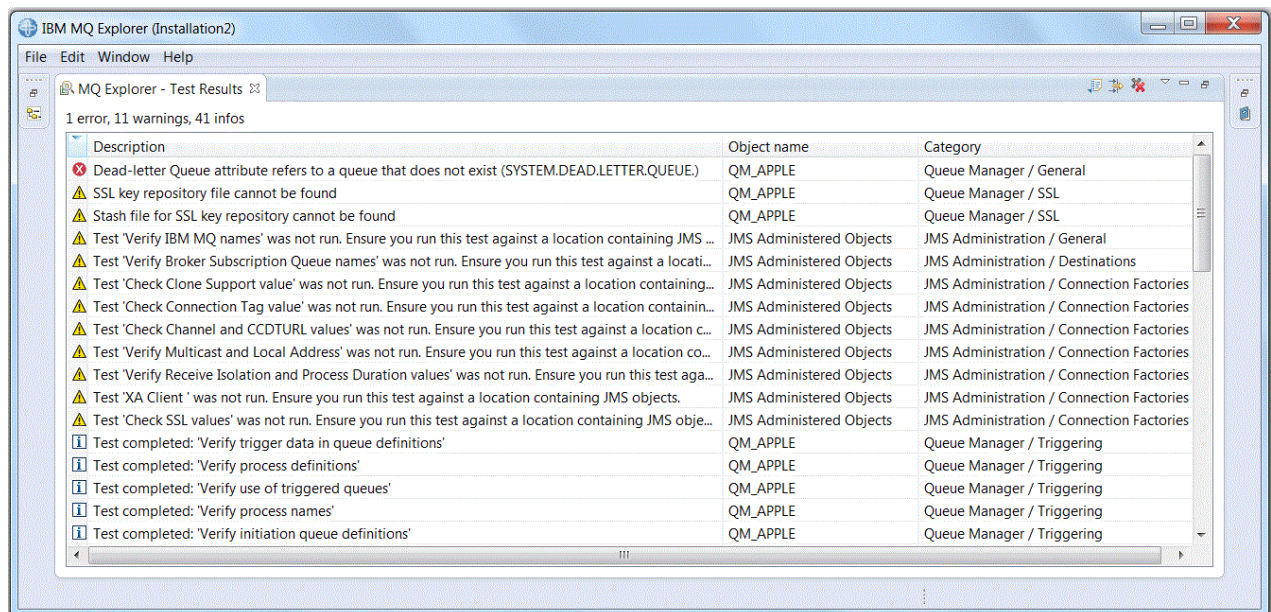 IBM MQ Explorer (Installation2)
File Edit Window Help
MQ Explorer - Test Results
1 error, 11 warnings, 41 infos
Description Object name Category
Dead-letter Queue attribute refers to a queue that does not exist (SYSTEM.DEAD.LETTER.QUEUE.) QM_APPLE Queue Manager / General
SSL key repository file cannot be found QM_APPLE Queue Manager / SSL
Stash file for SSL key repository cannot be found QM_APPLE Queue Manager / SSL
Test 'Verify IBM MQ names' was not run. Ensure you run this test against a location containing JMS ... JMS Administered Objects JMS Administration / General
Test 'Verify Broker Subscription Queue names' was not run. Ensure you run this test against a locati... JMS Administered Objects JMS Administration / Destinations
Test 'Check Clone Support value' was not run. Ensure you run this test against a location containing... JMS Administered Objects JMS Administration / Connection Factories
Test 'Check Connection Tag value' was not run. Ensure you run this test against a location containin... JMS Administered Objects JMS Administration / Connection Factories
Test 'Check Channel and CCDTURL values' was not run. Ensure you run this test against a location c... JMS Administered Objects JMS Administration / Connection Factories
Test 'Verify Multicast and Local Address' was not run. Ensure you run this test against a location co... JMS Administered Objects JMS Administration / Connection Factories
Test 'Verify Receive Isolation and Process Duration values' was not run. Ensure you run this test aga... JMS Administered Objects JMS Administration / Connection Factories
Test 'XA Client ' was not run. Ensure you run this test against a location containing JMS objects. JMS Administered Objects JMS Administration / Connection Factories
Test 'Check SSL values' was not run. Ensure you run this test against a location containing JMS obje... JMS Administered Objects JMS Administration / Connection Factories
Test completed: 'Verify trigger data in queue definitions' QM_APPLE Queue Manager / Triggering
Test completed: 'Verify process definitions' QM_APPLE Queue Manager / Triggering
Test completed: 'Verify use of triggered queues' QM_APPLE Queue Manager / Triggering
Test completed: 'Verify process names' QM_APPLE Queue Manager / Triggering
Test completed: 'Verify initiation queue definitions' QM_APPLE Queue Manager / Triggering